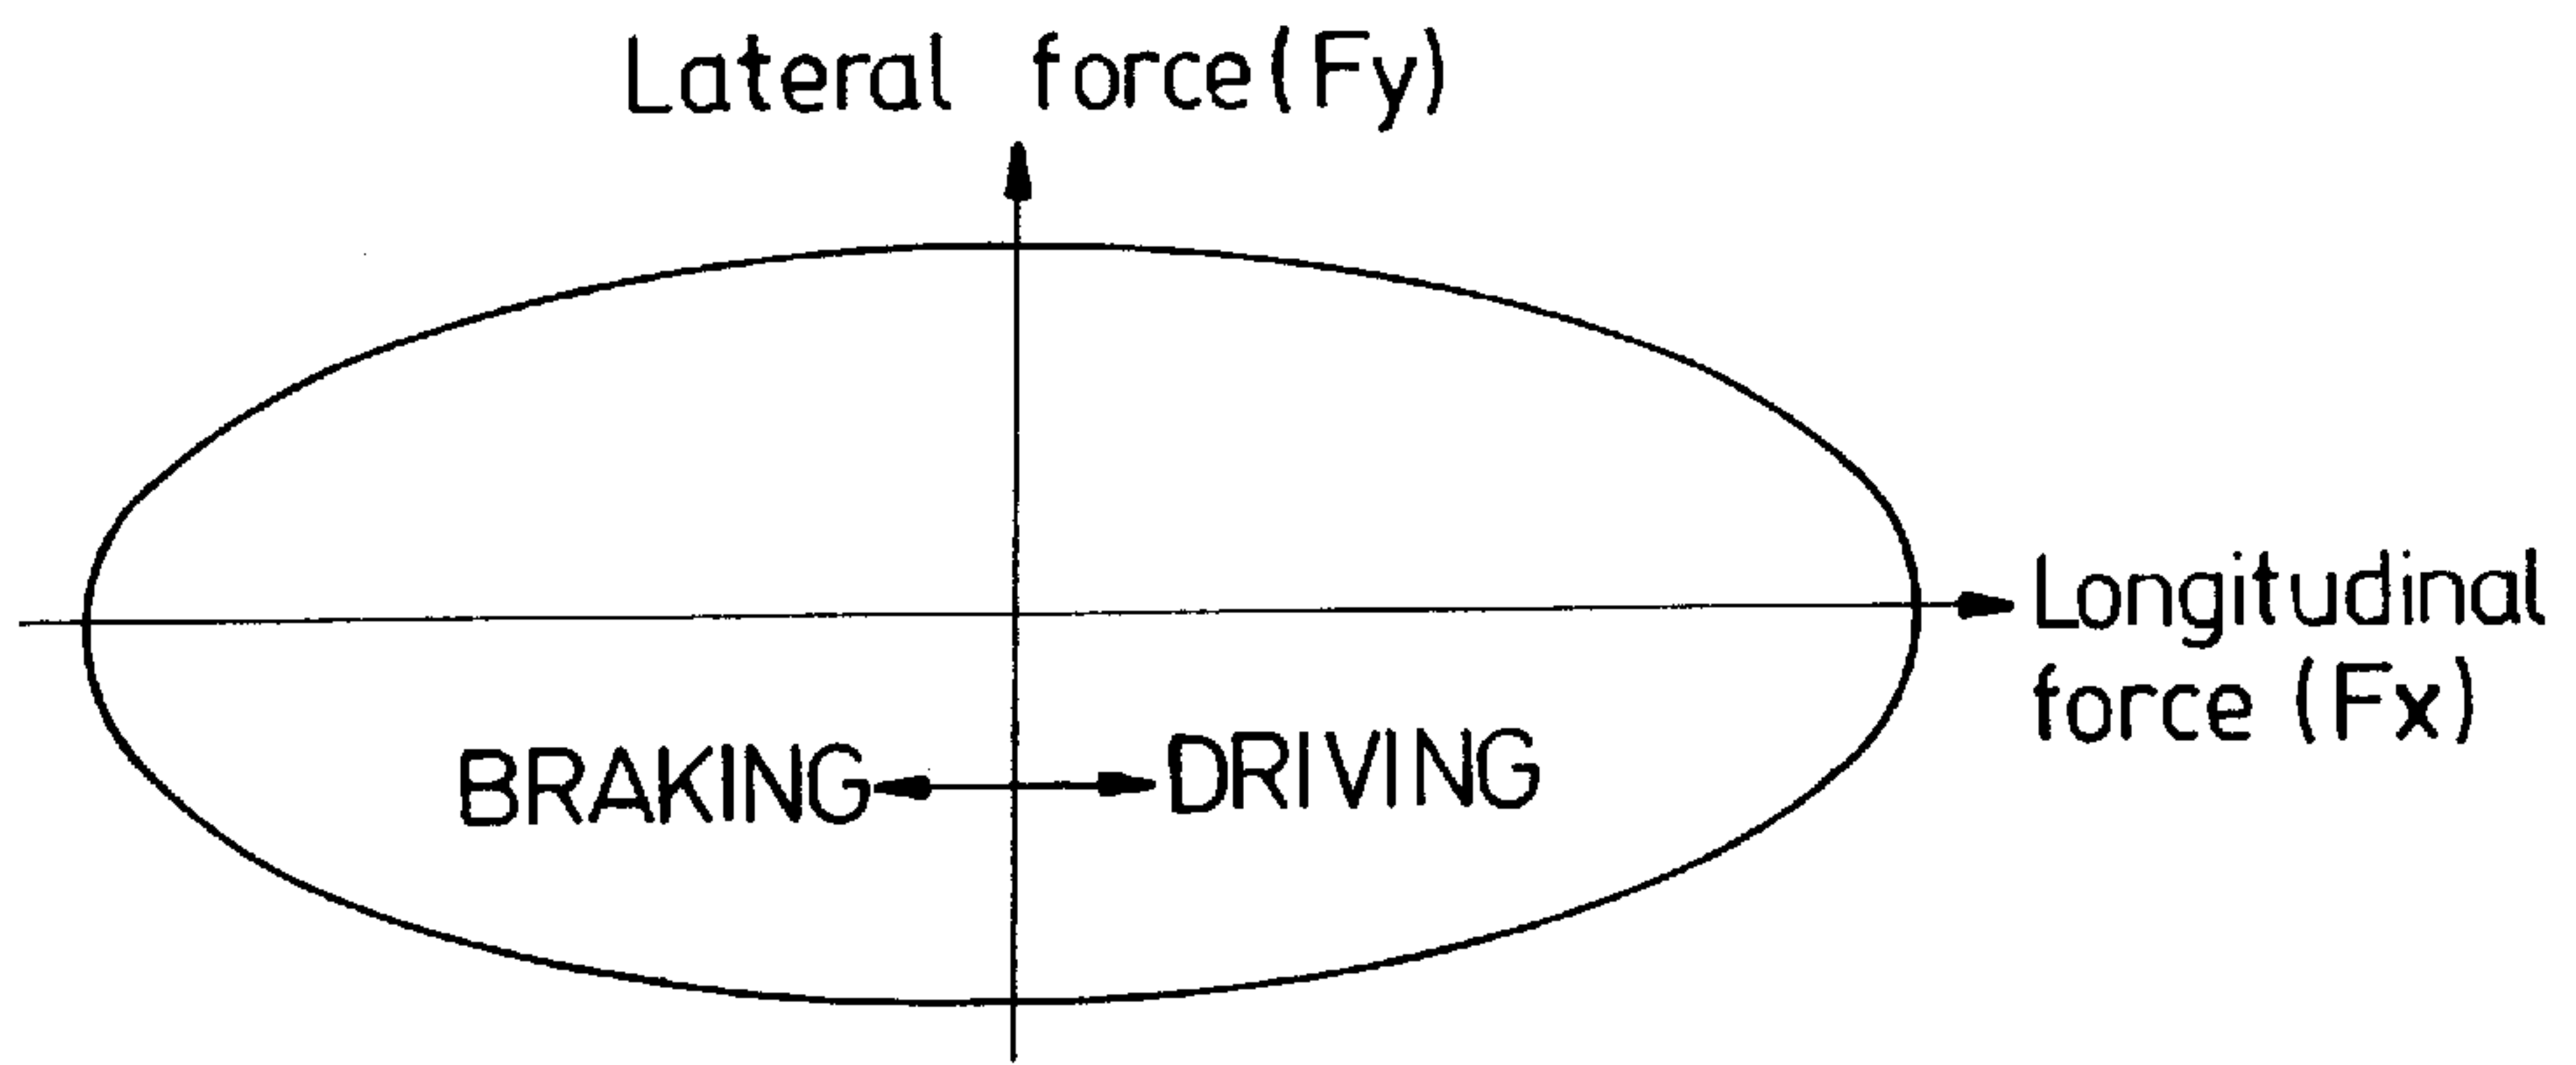 Lateral force(Fy)
Longitudinal
force (Fx)
BRAKING
DRIVING